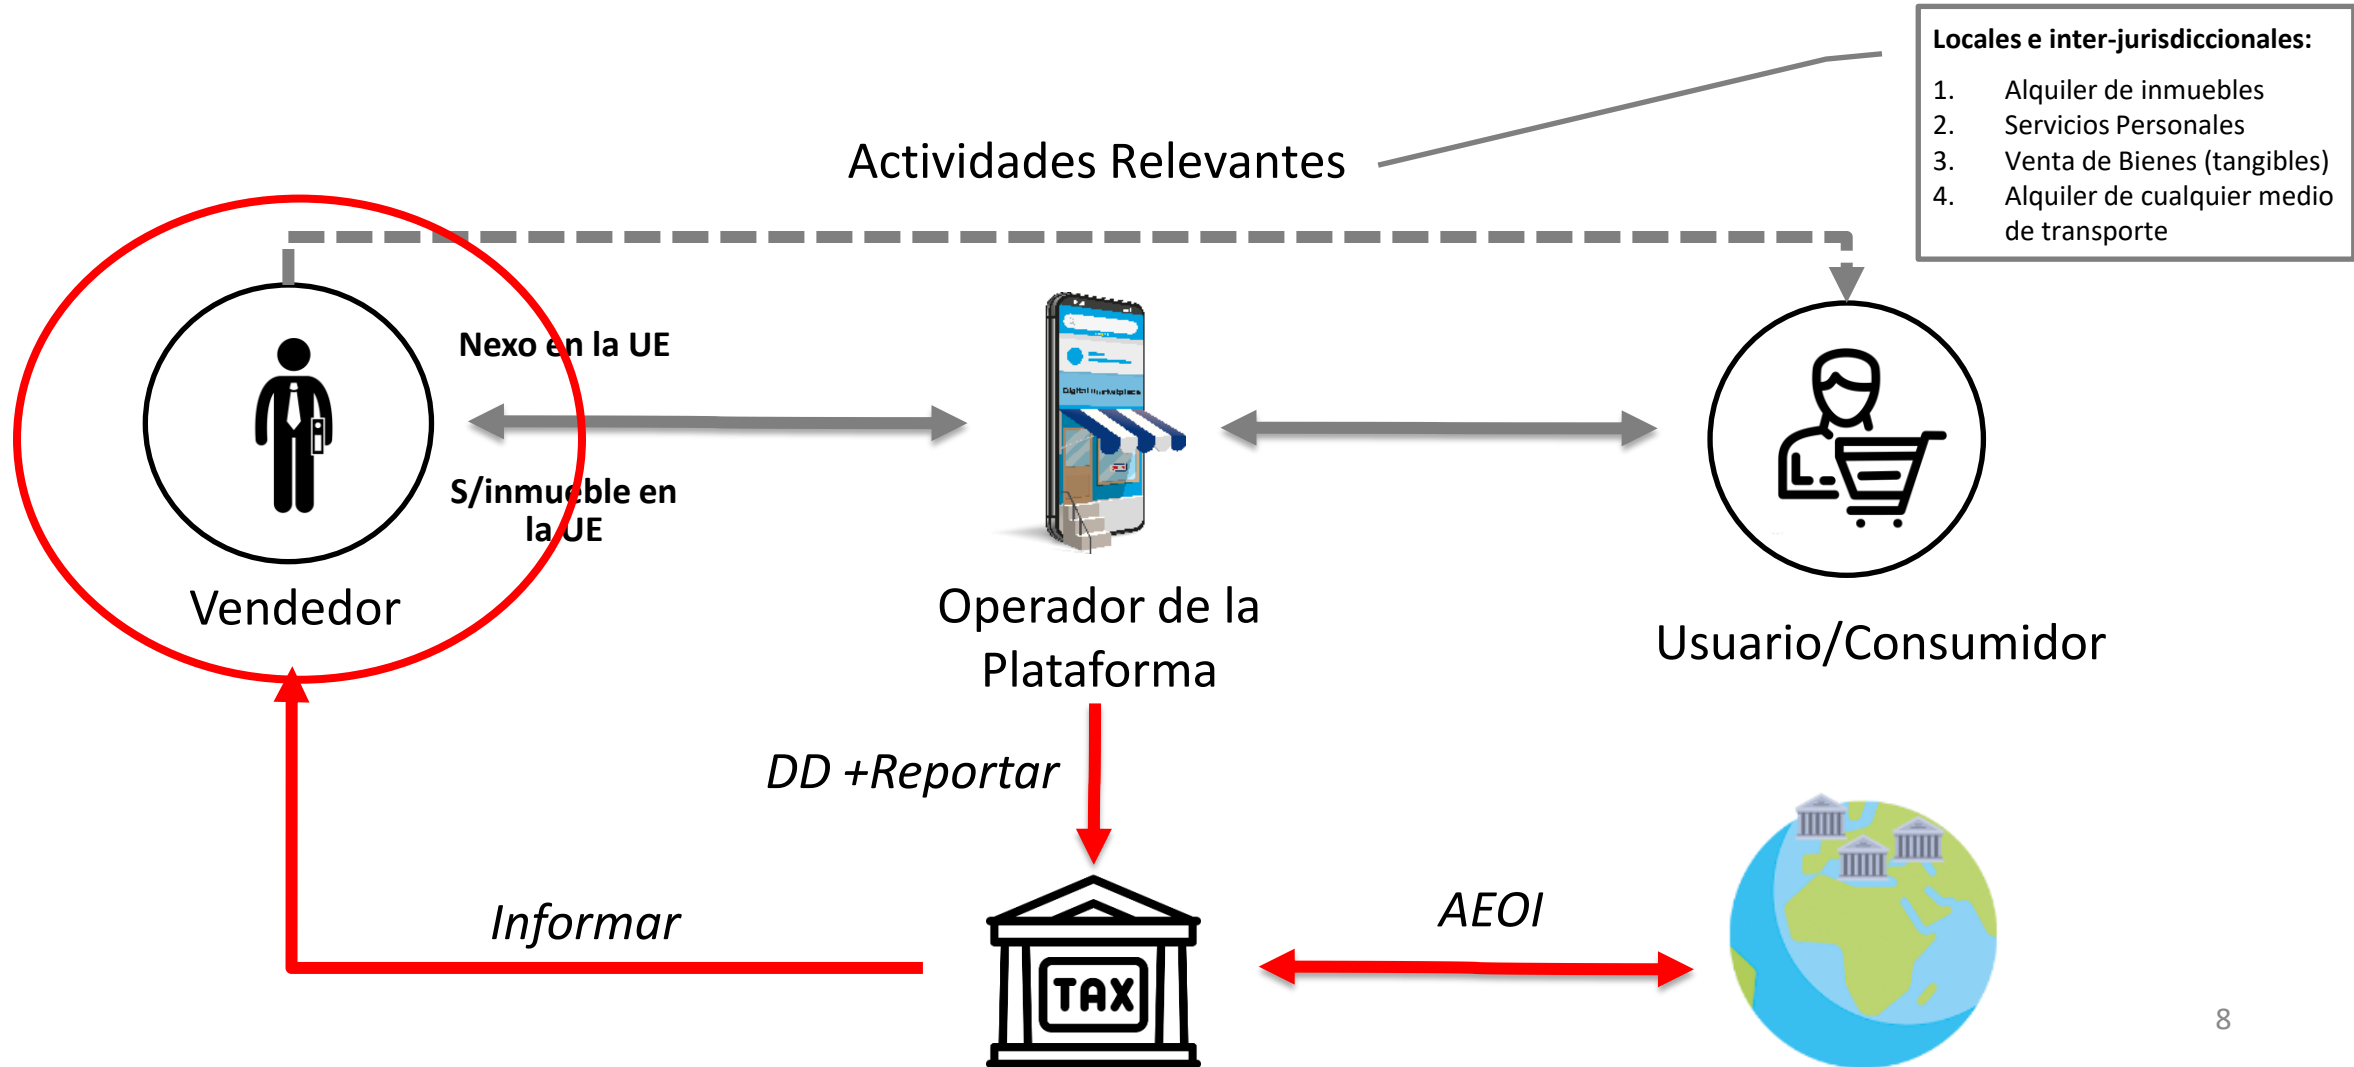 Locales e inter-jurisdiccionales:
1. Alquiler de inmuebles
2. Servicios Personales
3. Venta de Bienes (tangibles)
4. Alquiler de cualquier medio
de transporte
Actividades Relevantes
Nexo en la UE
S/inmueble en
la UE
Digital marketplace
Vendedor
Operador de la
Plataforma
Usuario/Consumidor
DD +Reportar
Informar
AEOI
TAX
8